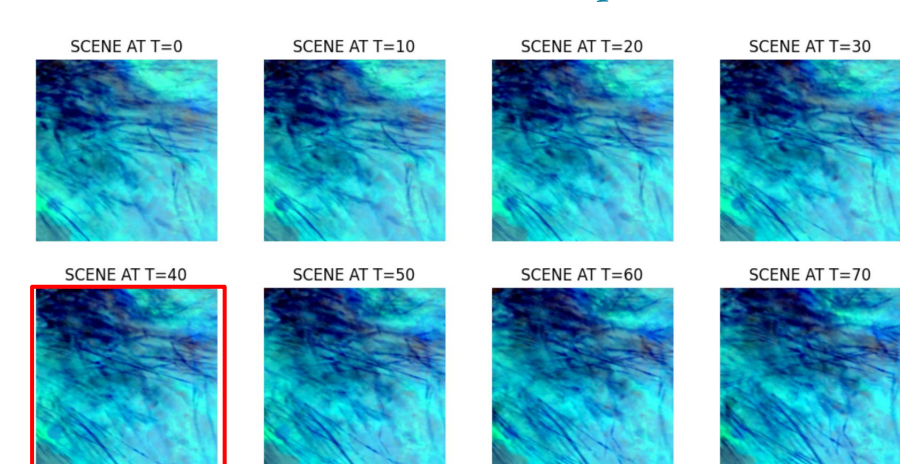 SCENE AT T=0
SCENE AT T=10
SCENE AT T=20
SCENE AT T=30
SCENE AT T=40
SCENE AT T=50
SCENE AT T=60
SCENE AT T=70